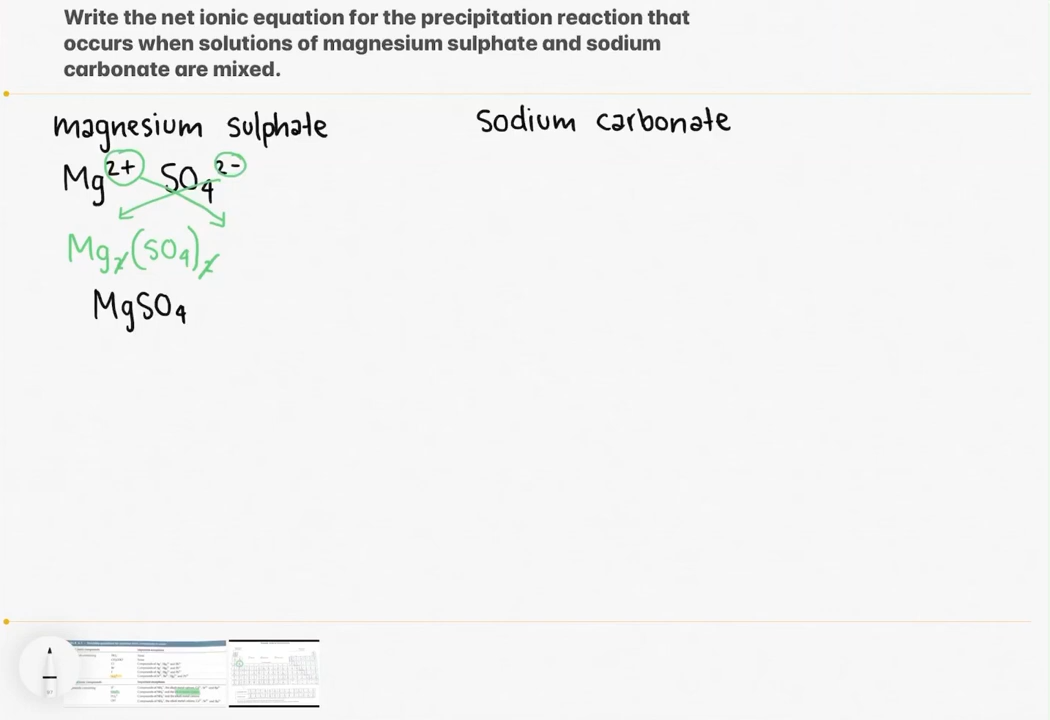 Write the net ionic equation for the precipitation reaction that
occurs when solutions of magnesium sulphate and sodium
carbonate are mixed.
magnesium sulphate
Mg²⁺ SO₄²⁻
Mg₂(SO₄)₂
MgSO₄
Sodium carbonate